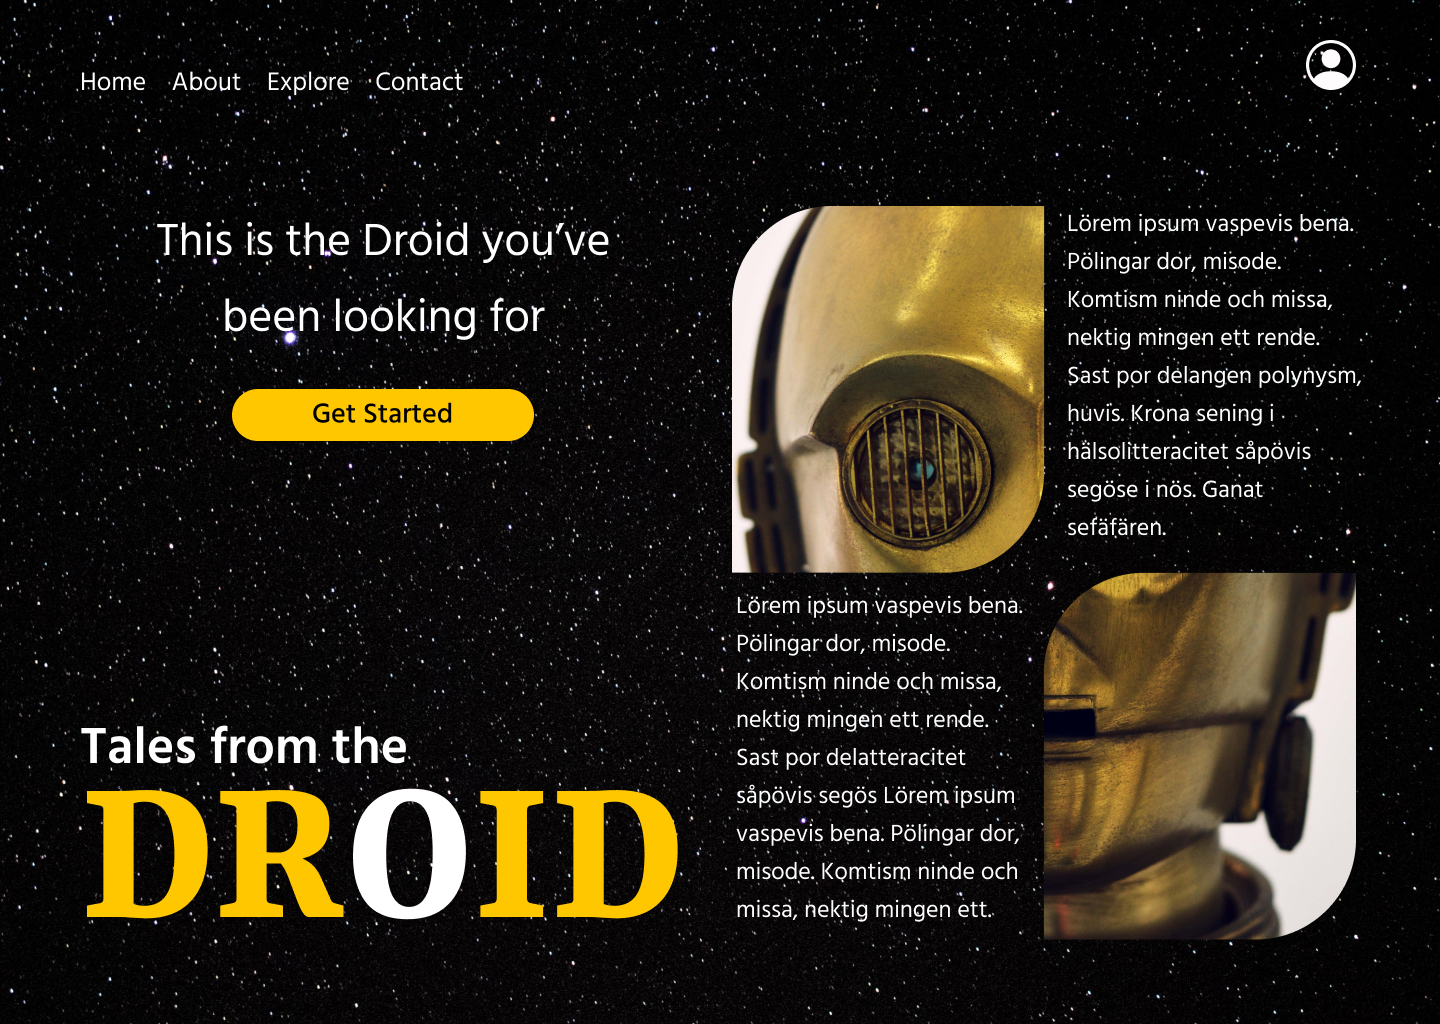 Home About Explore Contact
This is the Droid you’ve
been looking for
Get Started
Tales from the
DROID
Lörem ipsum vaspevis bena.
Pölingar dor, misode.
Komtism ninde och missa,
nektig mingen ett rende.
Sast por delangen polynysm,
huvis. Krona sening i
hälsolitteracitet såpövis
segöse i nös. Ganat
sefäfären.
Lörem ipsum vaspevis bena.
Pölingar dor, misode.
Komtism ninde och missa,
nektig mingen ett rende.
Sast por delatteracitet
såpövis segös Lörem ipsum
vaspevis bena. Pölingar dor,
misode. Komtism ninde och
missa, nektig mingen ett.